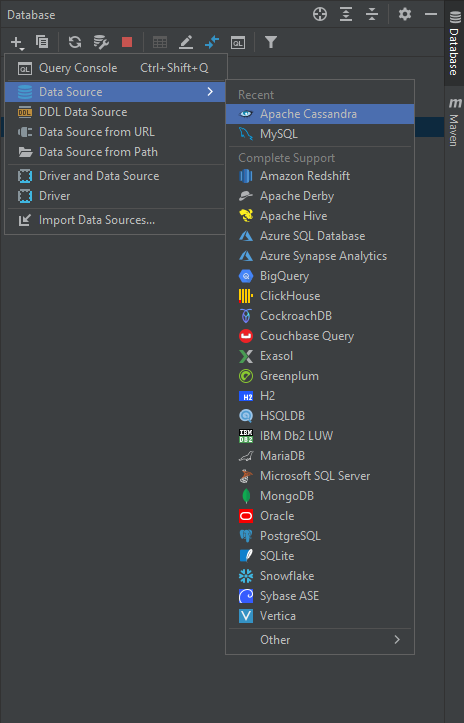 Database
QL
Query Console Ctrl+Shift+Q
Data Source
DDL Data Source
Data Source from URL
Data Source from Path
Driver and Data Source
Driver
Import Data Sources...
Recent
Apache Cassandra
MySQL
Complete Support
Amazon Redshift
Apache Derby
Apache Hive
Azure SQL Database
Azure Synapse Analytics
BigQuery
ClickHouse
CockroachDB
Couchbase Query
Exasol
Greenplum
H2 H2
HSQLDB
IBM DB2 IBM Db2 LUW
MariaDB
Microsoft SQL Server
MongoDB
Oracle
PostgreSQL
SQLite
Snowflake
Sybase ASE
Vertica
Other
Database
m Maven